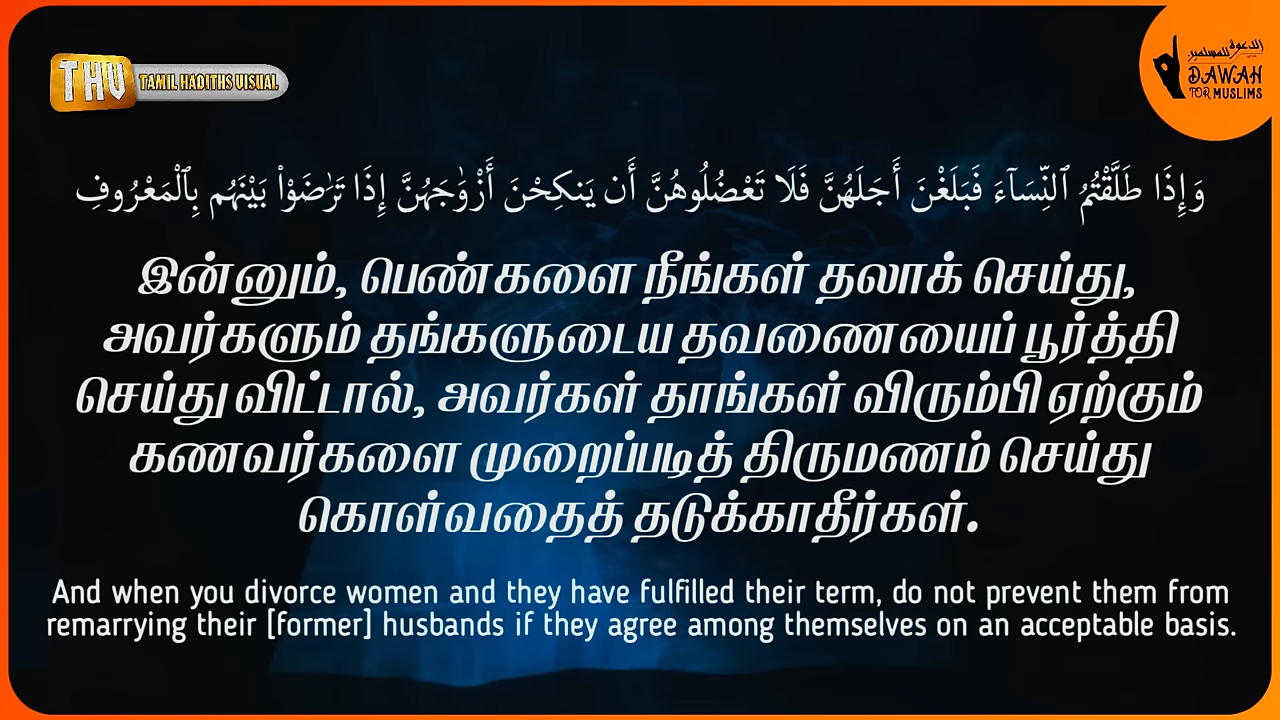 THV TAMIL HADITHS VISUAL
الدعوة للمسلمين
DAWAH
FOR MUSLIMS
وَإِذَا طَلَّقْتُمُ ٱلنِّسَآءَ فَبَلَغْنَ أَجَلَهُنَّ فَلَا تَعْضُلُوهُنَّ أَن يَنكِحْنَ أَزْوَٰجَهُنَّ إِذَا تَرَٰضَوْا۟ بَيْنَهُم بِٱلْمَعْرُوفِ
இன்னும், பெண்களை நீங்கள் தலாக் செய்து,
அவர்களும் தங்களுடைய தவணையைப் பூர்த்தி
செய்து விட்டால், அவர்கள் தாங்கள் விரும்பி ஏற்கும்
கணவர்களை முறைப்படித் திருமணம் செய்து
கொள்வதைத் தடுக்காதீர்கள்.
And when you divorce women and they have fulfilled their term, do not prevent them from
remarrying their [former] husbands if they agree among themselves on an acceptable basis.